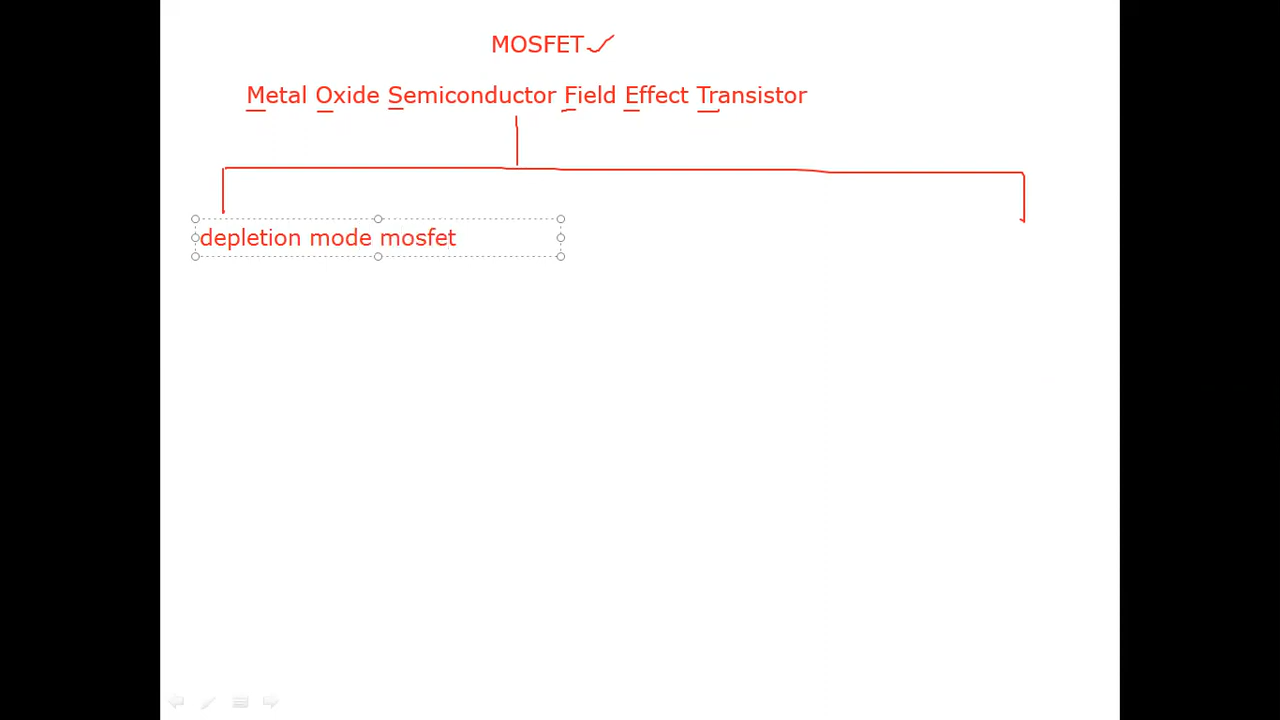 MOSFET
Metal Oxide Semiconductor Field Effect Transistor
depletion mode mosfet